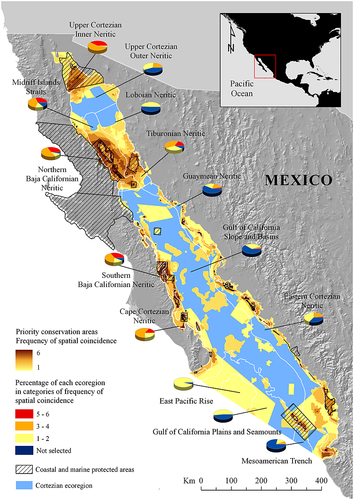 Upper Cortezian
Inner Neritic
Upper Cortezian
Outer Neritic
Midriff Islands
Straits
Lobouan Neritic
Tiburonian Neritic
Northern
Baja Californian
Neritic
Guaymean Neritic
N
Pacific
Ocean
MEXICO
Gulf of California
Slope and Basins
Southern
Baja Californian Neritic
Eastern Cortezian
Neritic
Cape Cortezian
Neritic
East Pacific Rise
Gulf of California Plains and Seamounts
Mesoamerican Trench
Priority conservation areas
Frequency of spatial coincidence
6
1
Percentage of each ecoregion
in categories of frequency of
spatial coincidence
5 - 6
3 - 4
1 - 2
Not selected
Coastal and marine protected areas
Cortezian ecoregion
Km 0 100 200 300 400